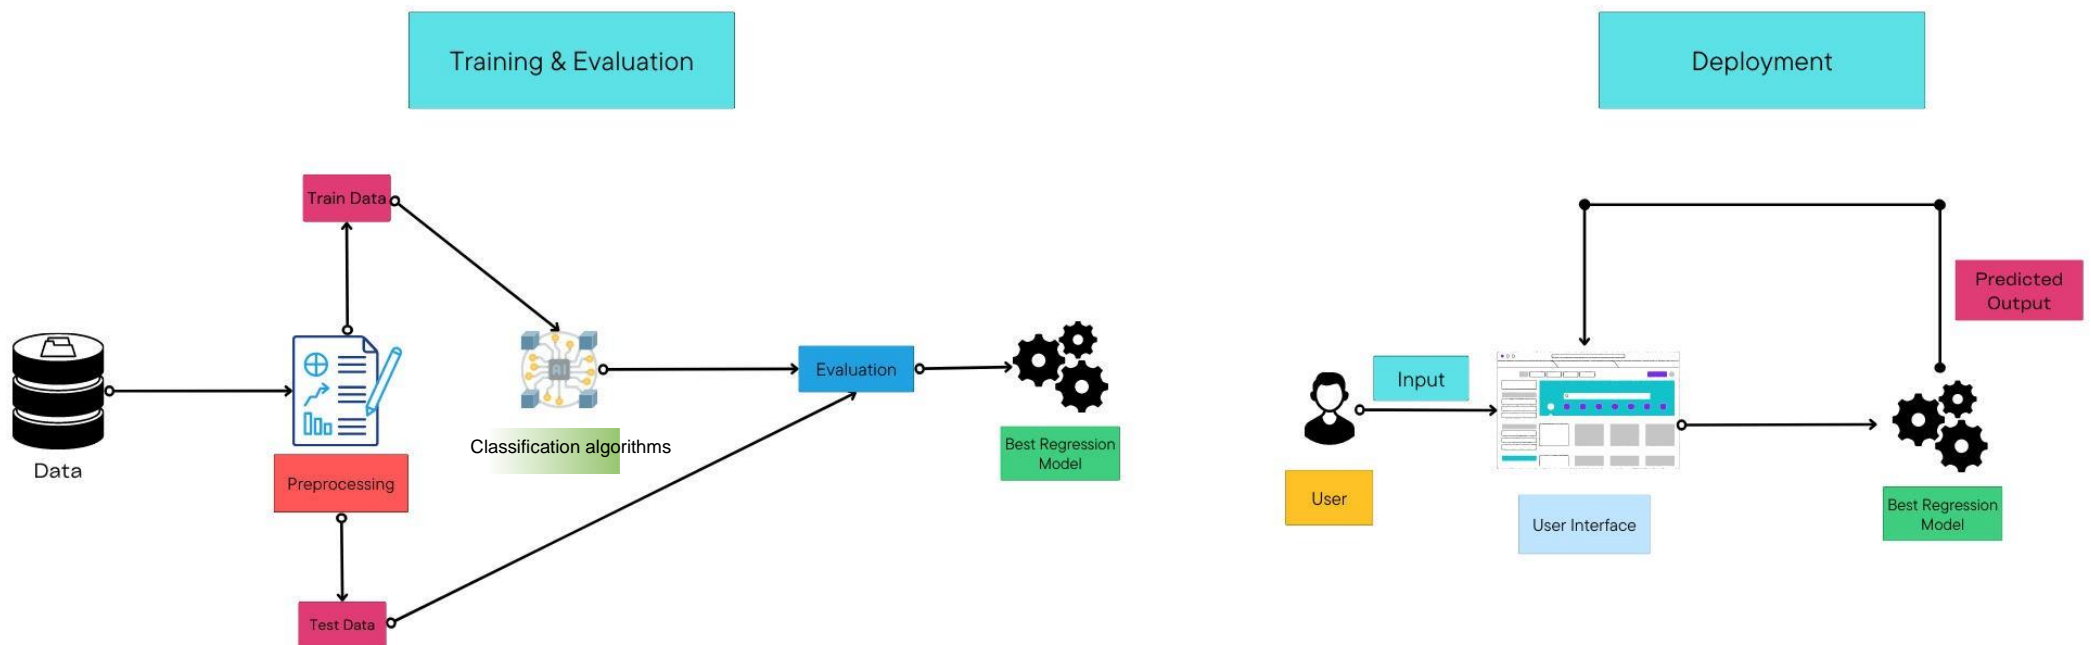 Training & Evaluation
Deployment
Train Data
Predicted
Output
Evaluation
Input
AI
Classification algorithms
Best Regression
Model
Data
Preprocessing
User
User Interface
Best Regression
Model
Test Data